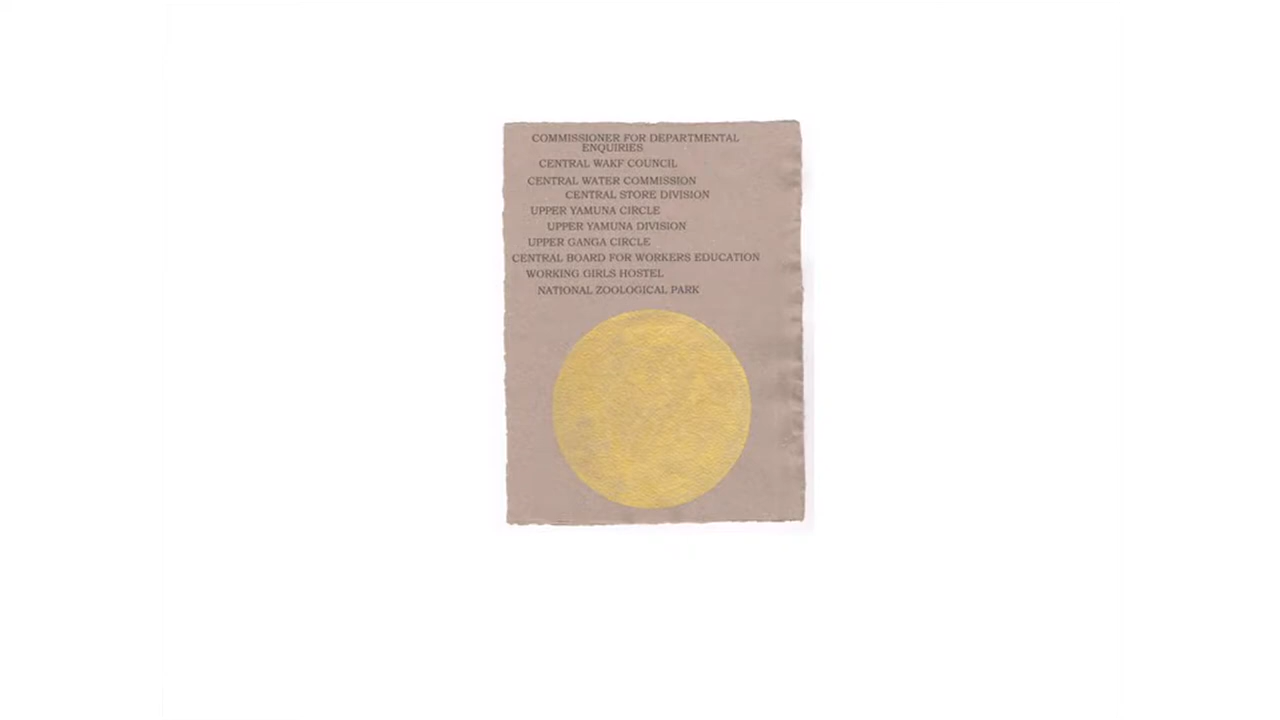 COMMISSIONER FOR DEPARTMENTAL
ENQUIRIES
CENTRAL WAKF COUNCIL
CENTRAL WATER COMMISSION
CENTRAL STORE DIVISION
UPPER YAMUNA CIRCLE
UPPER YAMUNA DIVISION
UPPER GANGA CIRCLE
CENTRAL BOARD FOR WORKERS EDUCATION
WORKING GIRLS HOSTEL
NATIONAL ZOOLOGICAL PARK